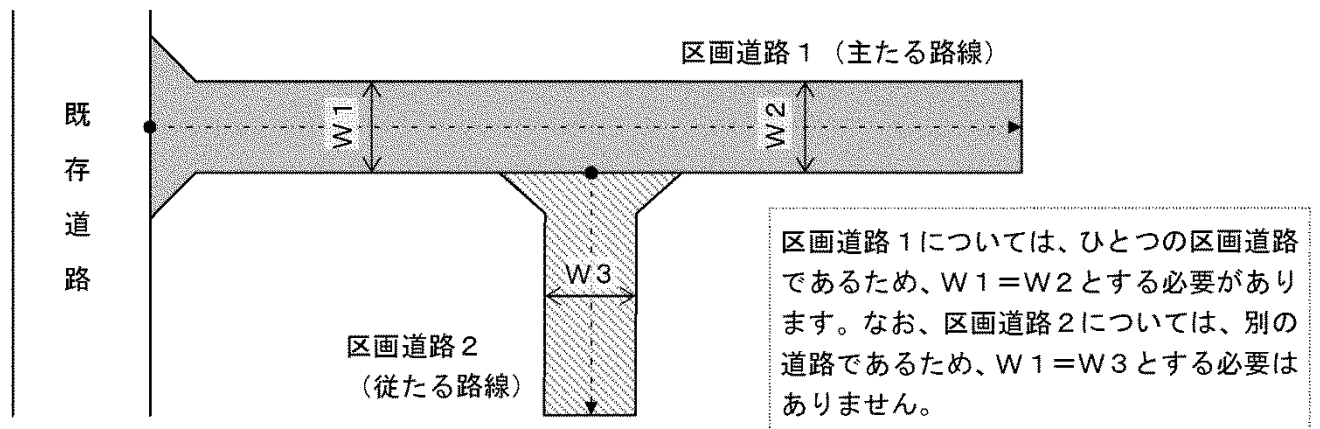 区画道路１（主たる路線）
既存道路
Ｗ１
Ｗ２
Ｗ３
区画道路２
（従たる路線）
区画道路１については、ひとつの区画道路
であるため、Ｗ１＝Ｗ２とする必要があり
ます。なお、区画道路２については、別の
道路であるため、Ｗ１＝Ｗ３とする必要は
ありません。